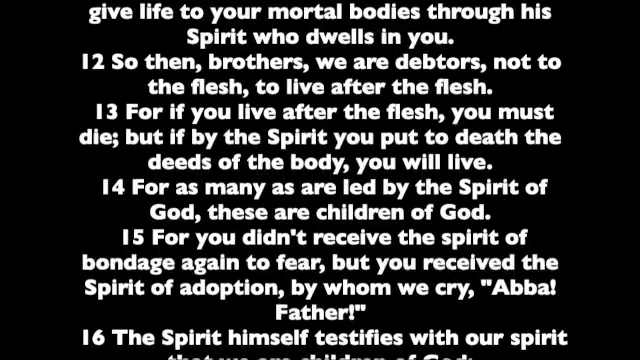 give life to your mortal bodies through his
Spirit who dwells in you.
12 So then, brothers, we are debtors, not to
the flesh, to live after the flesh.
13 For if you live after the flesh, you must
die; but if by the Spirit you put to death the
deeds of the body, you will live.
14 For as many as are led by the Spirit of
God, these are children of God.
15 For you didn't receive the spirit of
bondage again to fear, but you received the
Spirit of adoption, by whom we cry, "Abba!
Father!"
16 The Spirit himself testifies with our spirit
that we are children of God;